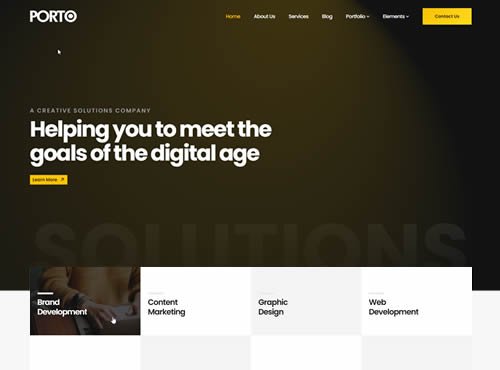 PORTO
Home About Us Services Blog Portfolio Elements Contact Us
A CREATIVE SOLUTIONS COMPANY
Helping you to meet the
goals of the digital age
Learn More
SOLUTIONS
Brand
Development
Content
Marketing
Graphic
Design
Web
Development